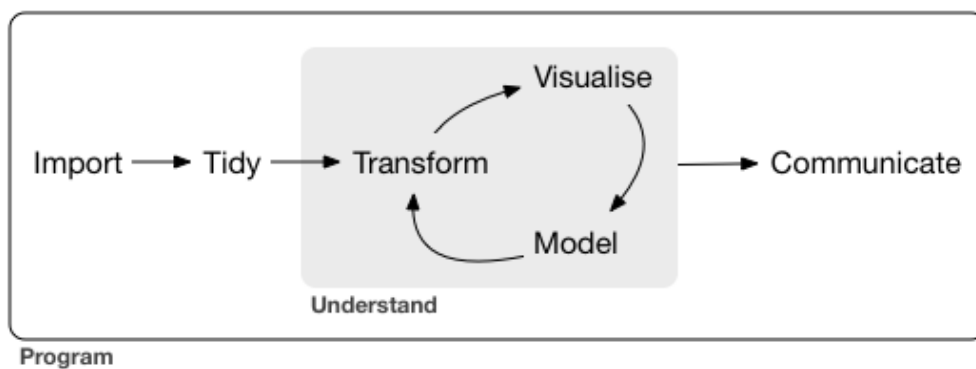 Visualise
Import
Tidy
Transform
Communicate
Model
Understand
Program